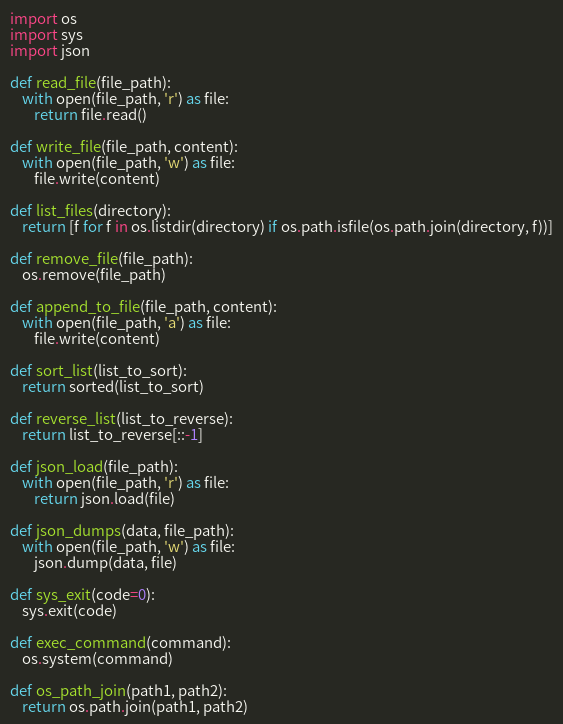 import os
import sys
import json

def read_file(file_path):
    with open(file_path, 'r') as file:
        return file.read()

def write_file(file_path, content):
    with open(file_path, 'w') as file:
        file.write(content)

def list_files(directory):
    return [f for f in os.listdir(directory) if os.path.isfile(os.path.join(directory, f))]

def remove_file(file_path):
    os.remove(file_path)

def append_to_file(file_path, content):
    with open(file_path, 'a') as file:
        file.write(content)

def sort_list(list_to_sort):
    return sorted(list_to_sort)

def reverse_list(list_to_reverse):
    return list_to_reverse[::-1]

def json_load(file_path):
    with open(file_path, 'r') as file:
        return json.load(file)

def json_dumps(data, file_path):
    with open(file_path, 'w') as file:
        json.dump(data, file)

def sys_exit(code=0):
    sys.exit(code)

def exec_command(command):
    os.system(command)

def os_path_join(path1, path2):
    return os.path.join(path1, path2)